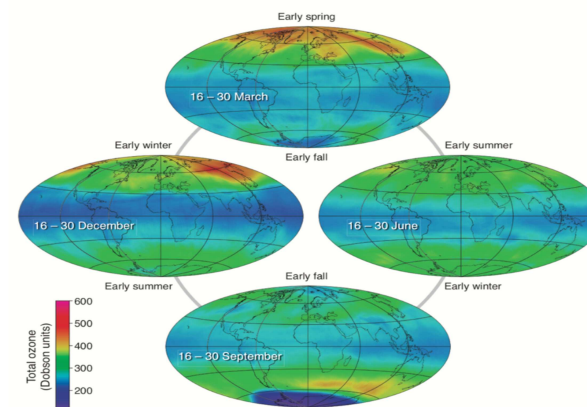 Early spring
16 – 30 March
Early winter
Early fall
Early summer
16 – 30 December
16 – 30 June
Early summer
Early fall
Early winter
16 – 30 September
Total ozone
(Dobson units)
600
500
400
300
200